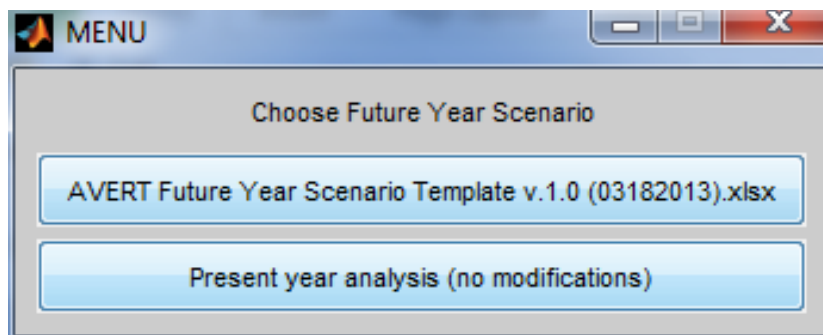 MENU
Choose Future Year Scenario
AVERT Future Year Scenario Template v.1.0 (03182013).xlsx
Present year analysis (no modifications)